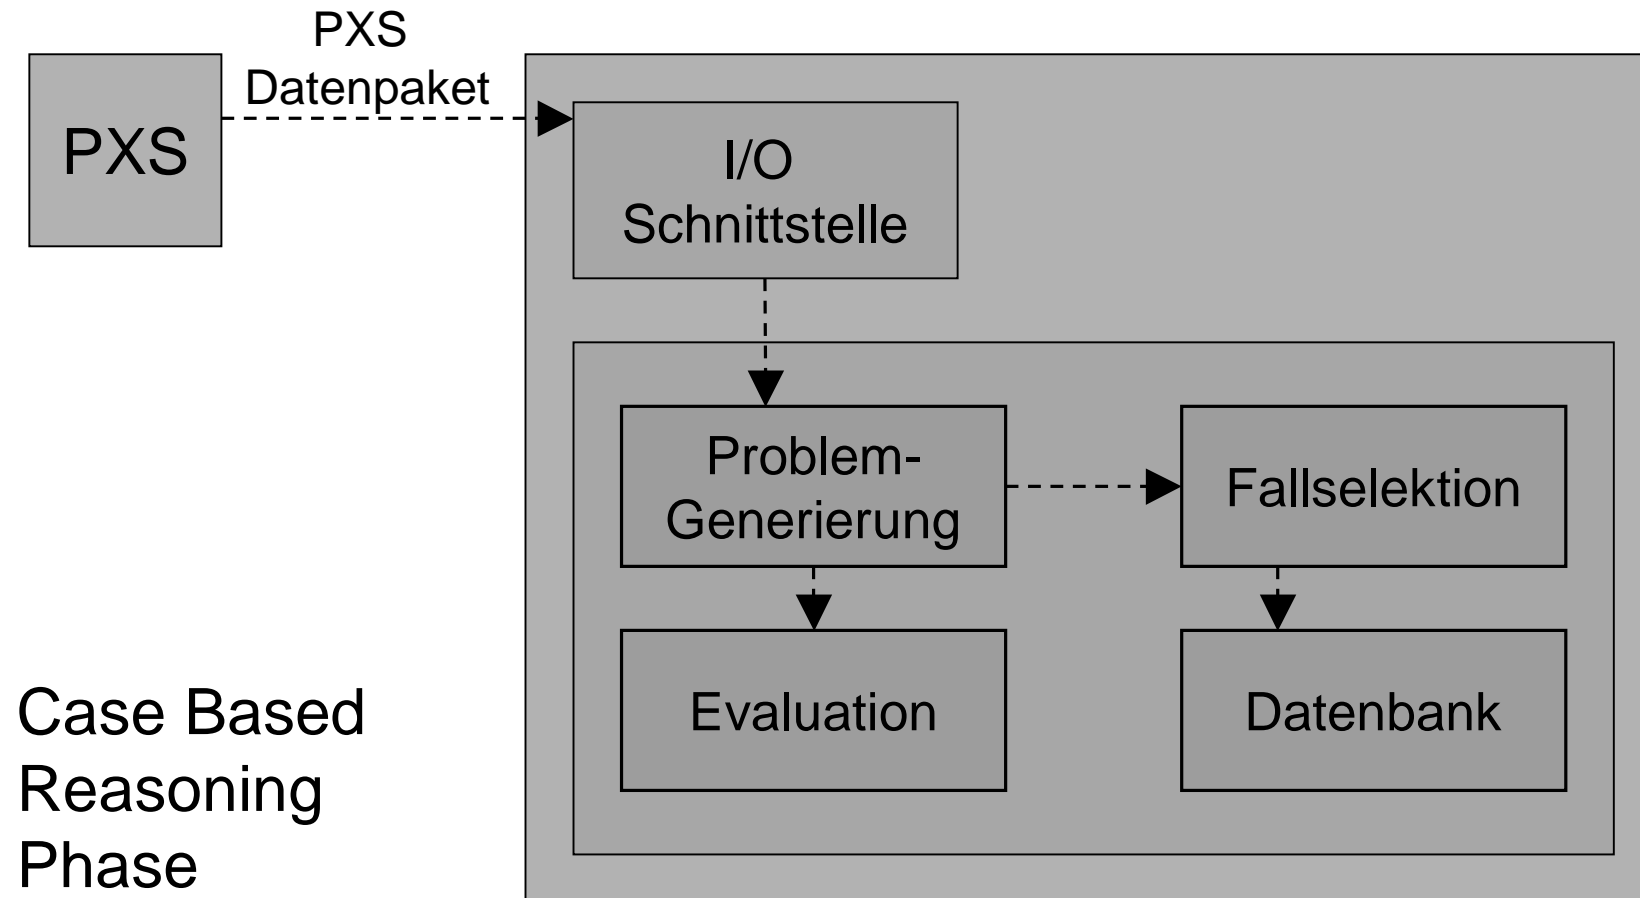 PXS
Datenpaket
PXS
I/O
Schnittstelle
Problem-
Generierung
Fallselektion
Evaluation
Datenbank
Case Based
Reasoning
Phase